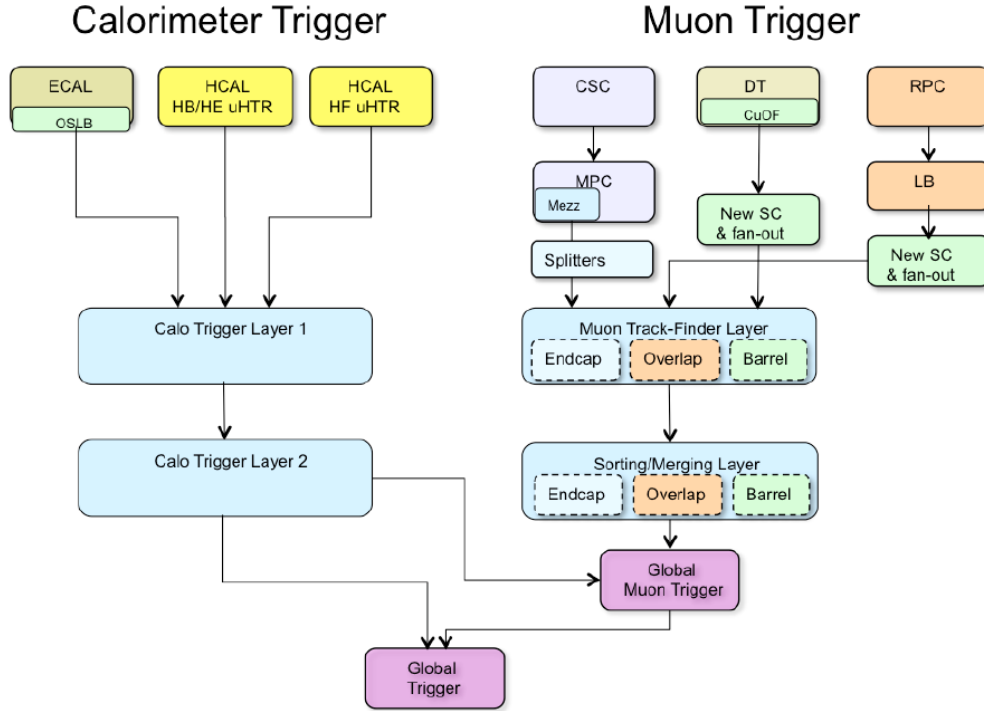 Calorimeter Trigger
Muon Trigger
ECAL
OSLB
HCAL
HB/HE uHTR
HCAL
HF uHTR
CSC
DT
CuOF
RPC
MPC
Mezz
LB
New SC
& fan-out
Splitters
New SC
& fan-out
Calo Trigger Layer 1
Muon Track-Finder Layer
Endcap
Overlap
Barrel
Calo Trigger Layer 2
Sorting/Merging Layer
Endcap
Overlap
Barrel
Global
Muon Trigger
Global
Trigger